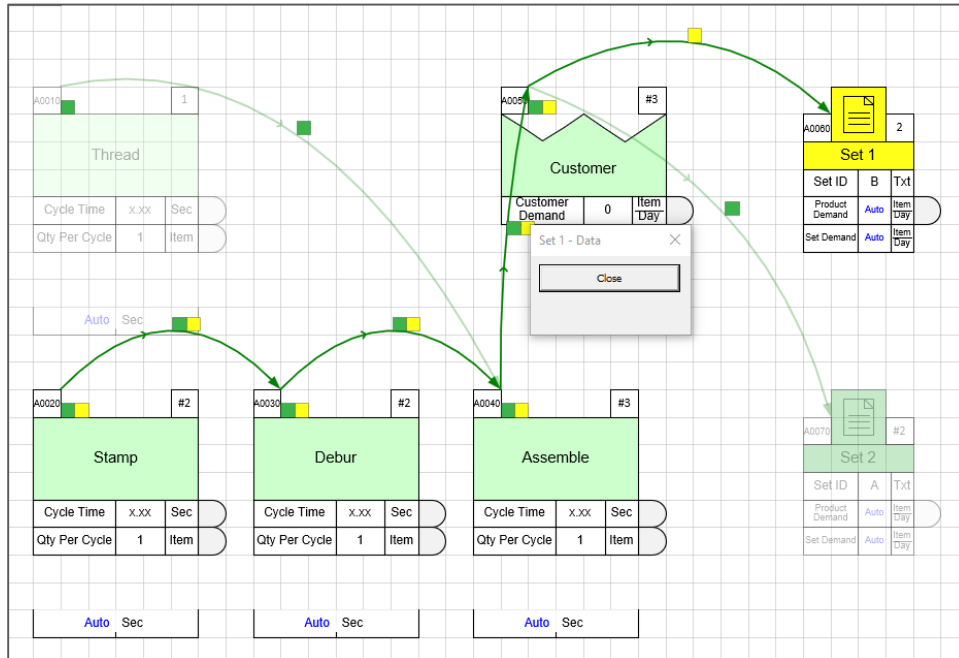 A0010
1
Thread
Cycle Time x.xx Sec
Qty Per Cycle 1 Item
Auto Sec
A0050
#3
Customer
Customer Demand 0 Item Day
A0060
2
Set 1
Set ID B Txt
Product Demand Auto Item Day
Set Demand Auto Item Day
Set 1 - Data
Close
A0020
#2
Stamp
Cycle Time x.xx Sec
Qty Per Cycle 1 Item
Auto Sec
A0030
#2
Debur
Cycle Time x.xx Sec
Qty Per Cycle 1 Item
Auto Sec
A0040
#3
Assemble
Cycle Time x.xx Sec
Qty Per Cycle 1 Item
Auto Sec
A0070
#2
Set 2
Set ID A Txt
Product Demand Auto Item Day
Set Demand Auto Item Day